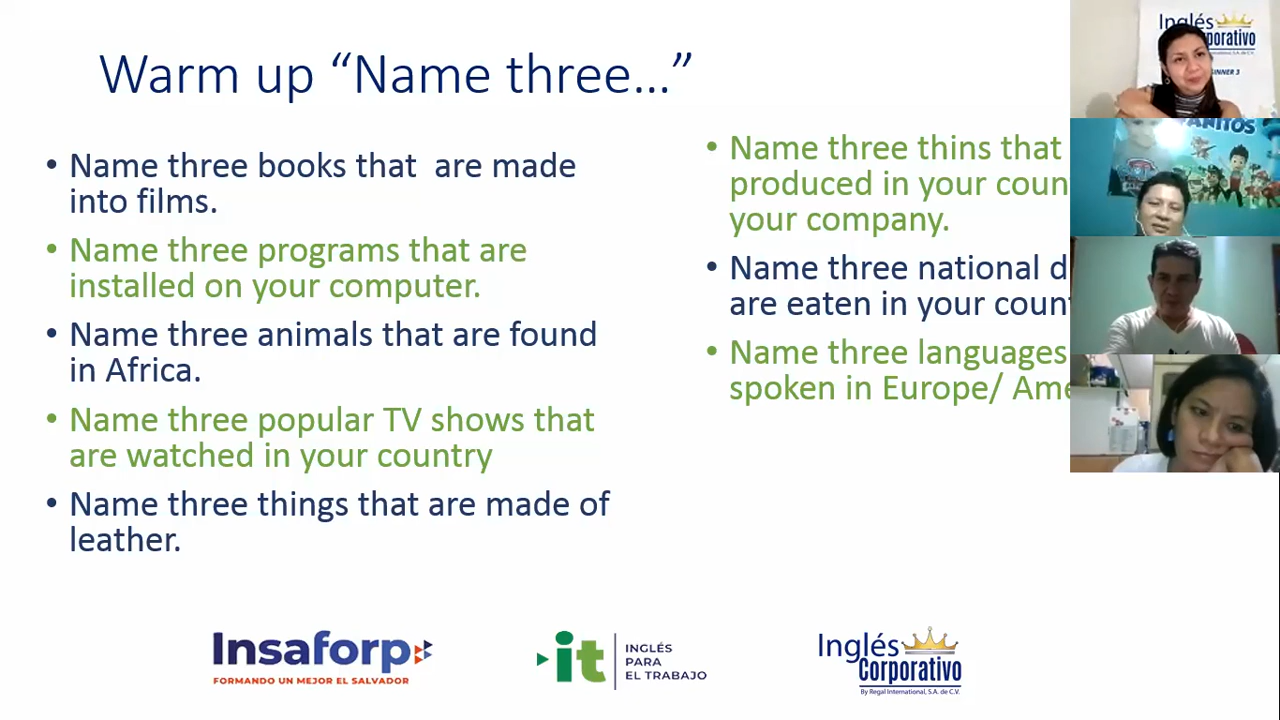 Warm up “Name three...”
• Name three books that  are made
into films.
• Name three programs that are
installed on your computer.
• Name three animals that are found
in Africa.
• Name three popular TV shows that
are watched in your country
• Name three things that are made of
leather.
• Name three thins that
produced in your
your company.
• Name three national
are eaten in your
• Name three languages
spoken in Europe/
Insaforp
FORMANDO UN MEJOR EL SALVADOR
it
INGLÉS
PARA
EL TRABAJO
Inglés
Corporativo
By Regal International, S.A. de C.V.
Inglés